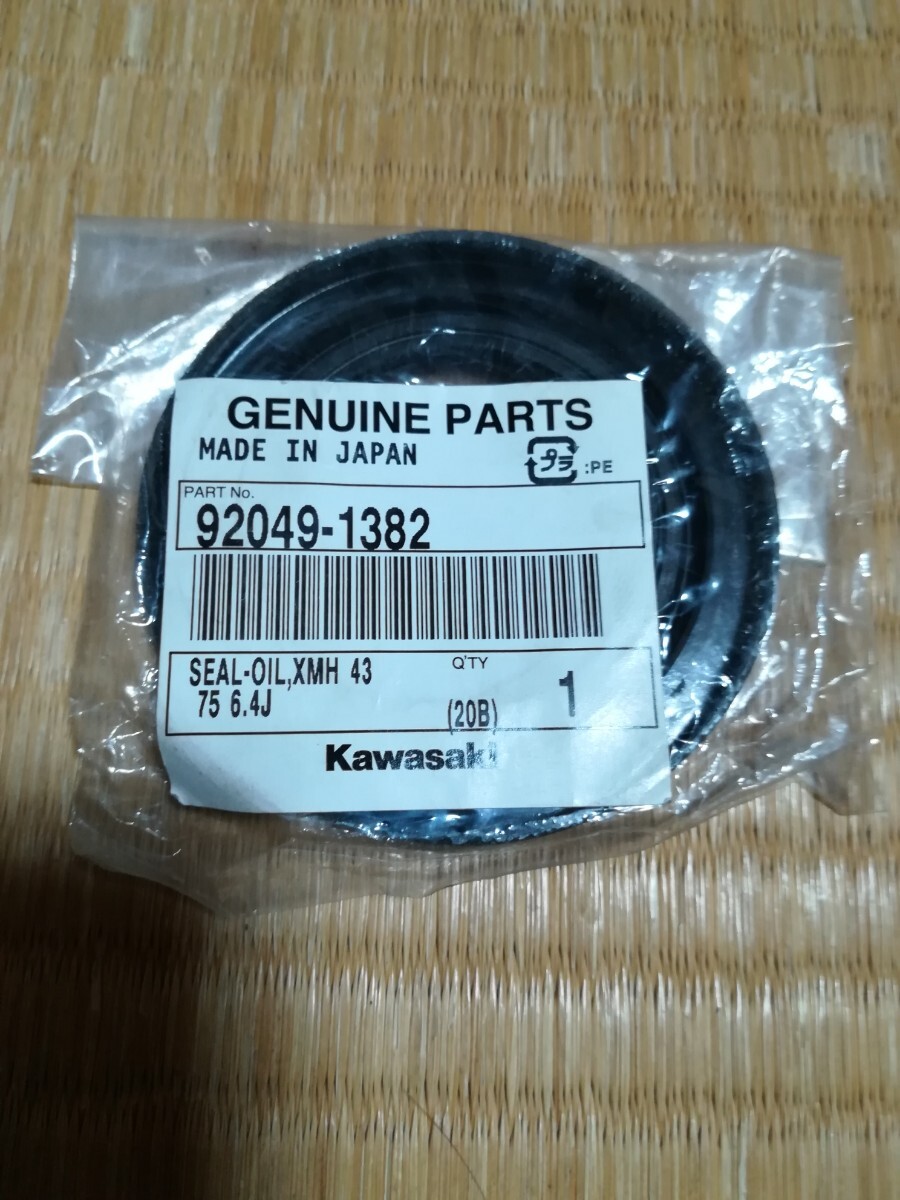 GENUINE PARTS
MADE IN JAPAN
プラ :PE
PART No.
92049-1382
SEAL-OIL,XMH 43 Q'TY
75 6.4J (20B) 1
Kawasaki